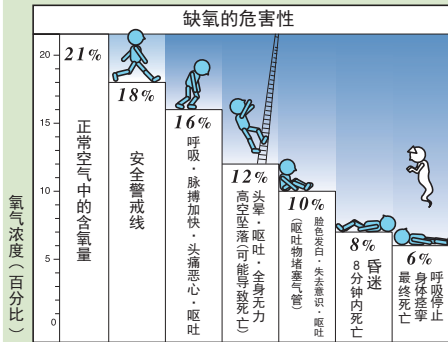 缺氧的危害性
氧气浓度(百分比)
20
15
10
5
0
21%
正常空气中的含氧量
18%
安全警戒线
16%
呼吸·脉搏加快·头痛恶心·呕吐
12%
头晕·呕吐·全身无力
高空坠落(可能导致死亡)
10%
脸色发白·失去意识·呕吐
(呕吐物堵塞气管)
8%
昏迷
8分钟内死亡
6%
呼吸停止
身体痉挛
最终死亡